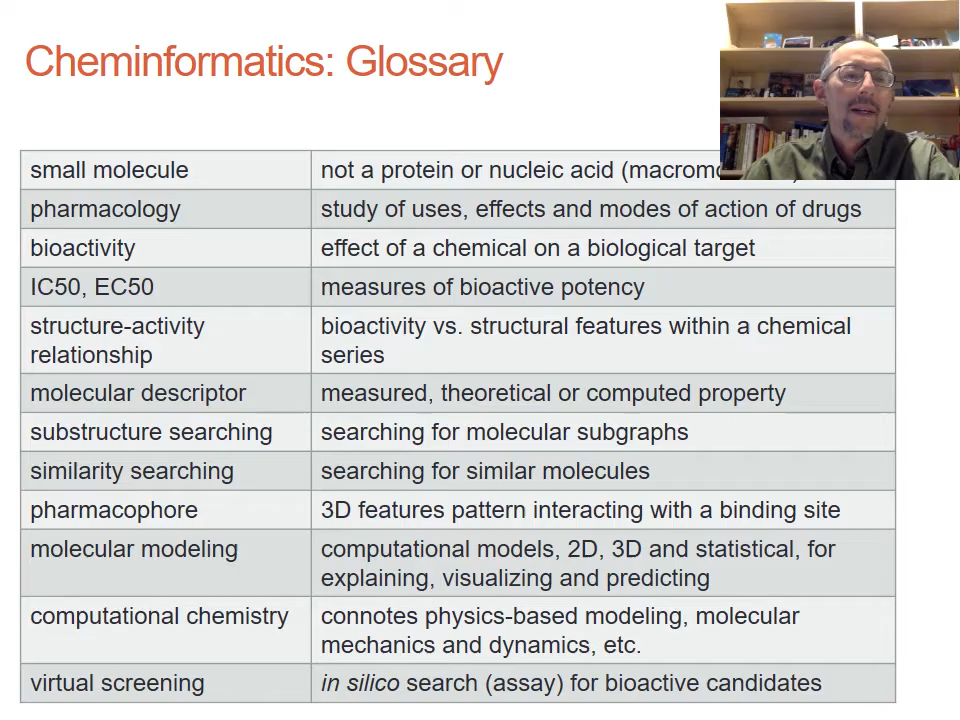 Cheminformatics: Glossary
small molecule
not a protein or nucleic acid
pharmacology
study of uses, effects and modes of action of drugs
bioactivity
effect of a chemical on a biological target
IC50, EC50
measures of bioactive potency
structure-activity
relationship
bioactivity vs. structural features within a chemical
series
molecular descriptor
measured, theoretical or computed property
substructure searching
searching for molecular subgraphs
similarity searching
searching for similar molecules
pharmacophore
3D features pattern interacting with a binding site
molecular modeling
computational models, 2D, 3D and statistical, for
explaining, visualizing and predicting
computational chemistry
connotes physics-based modeling, molecular
mechanics and dynamics, etc.
virtual screening
in silico search (assay) for bioactive candidates